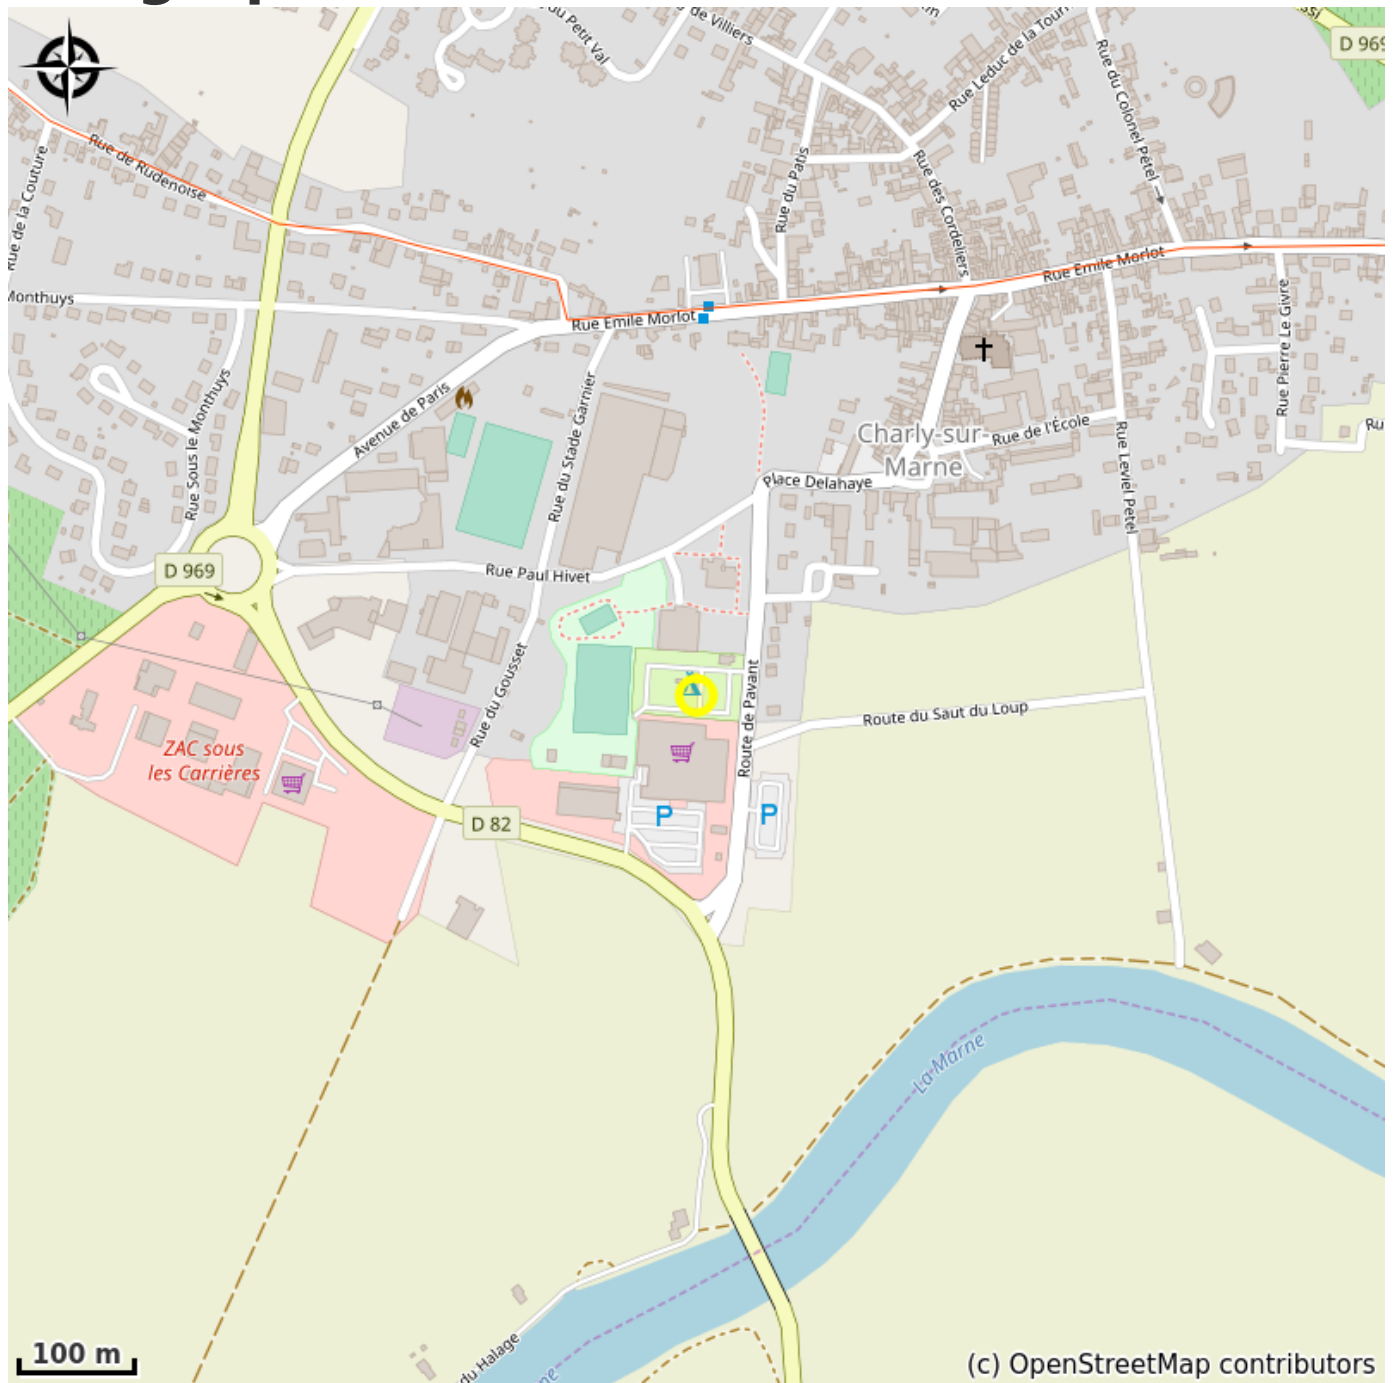 du Petit Val
de Villiers
Rue Leduc de la Tour
D 969
Rue du Colonel Pétel
Rue de Rudenoise
Rue de la Couture
Rue du Patis
Rue des Cordeliers
Rue Emile Morlot
Monthuys
Rue Emile Morlot
Rue Pierre Le Givre
Rue Sous le Monthuys
Avenue de Paris
Rue du Stade Garnier
Charly-sur-
Marne
Rue de l'École
Ru
Place Delahaye
Rue Leviel Petel
D 969
Rue Paul Hivet
Rue du Gousset
Route de Pavant
Route du Saut du Loup
ZAC sous
les Carrières
P
P
D 82
La Marne
du Halage
ne
100 m
(c) OpenStreetMap contributors